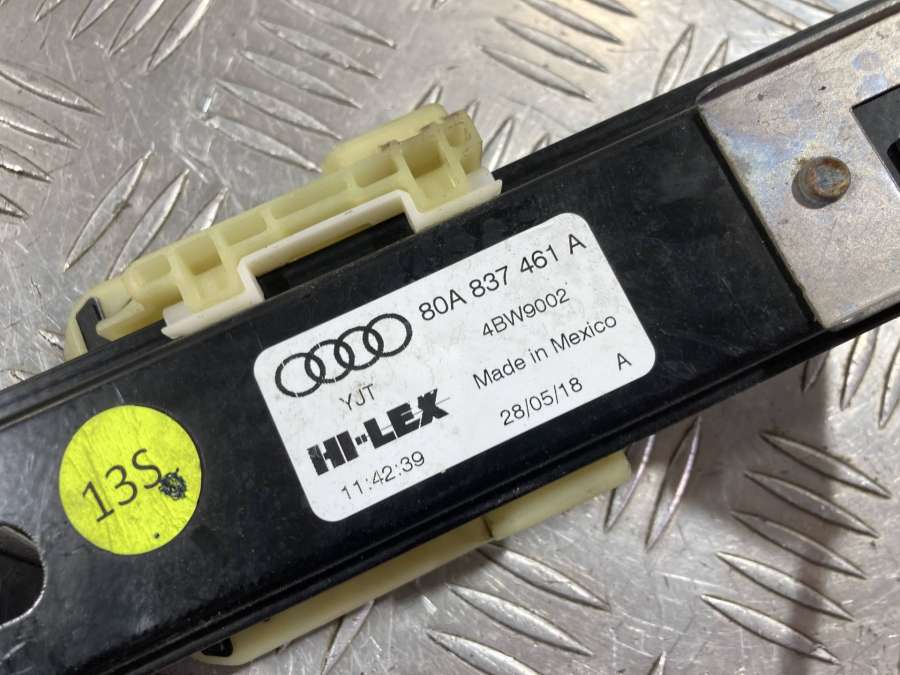 80A 837 461 A
4BW9002
YJT
Made in Mexico
HI-LEX
28/05/18 A
11:42:39
13S